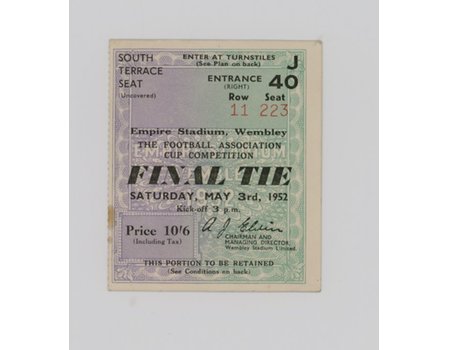 SOUTH TERRACE SEAT
(Uncovered)
ENTER AT TURNSTILES
(See Plan on back)
J
ENTRANCE 40
(RIGHT)
Row Seat
11 223
Empire Stadium, Wembley
THE FOOTBALL ASSOCIATION
CUP COMPETITION
FINAL TIE
SATURDAY, MAY 3rd, 1952
Kick-off 3 p.m.
Price 10/6
(Including Tax)
A. J. Elvin
CHAIRMAN AND
MANAGING DIRECTOR
Wembley Stadium Limited.
THIS PORTION TO BE RETAINED
(See Conditions on back)